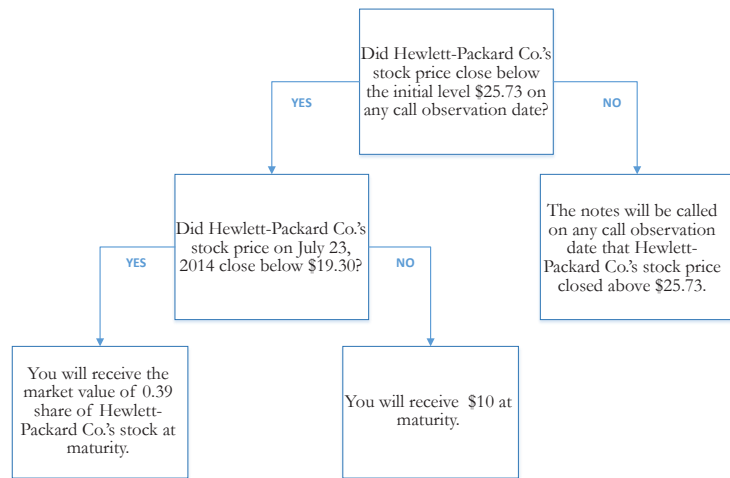 Did Hewlett-Packard Co.'s
stock price close below
the initial level $25.73 on
any call observation date?
YES
NO
Did Hewlett-Packard Co.'s
stock price on July 23,
2014 close below $19.30?
The notes will be called
on any call observation
date that Hewlett-
Packard Co.'s stock price
closed above $25.73.
YES
NO
You will receive the
market value of 0.39
share of Hewlett-
Packard Co.'s stock at
maturity.
You will receive $10 at
maturity.